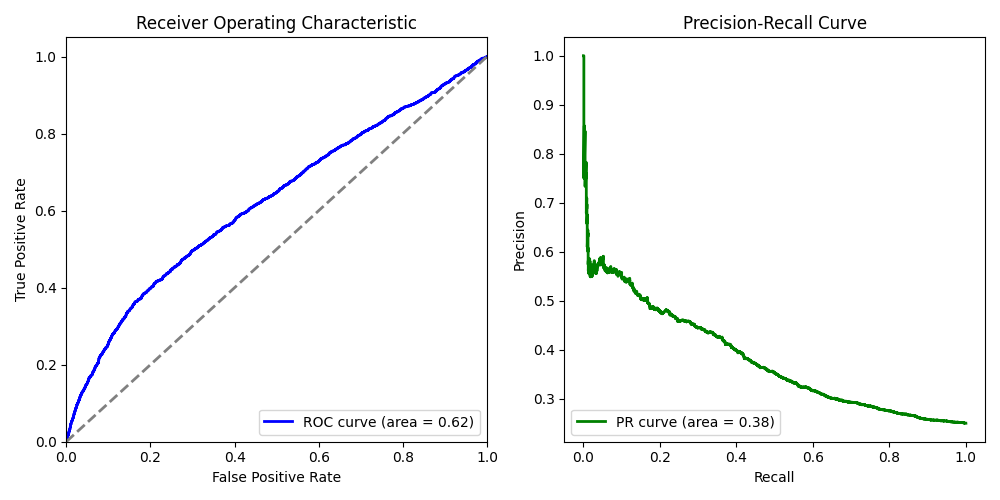 Receiver Operating Characteristic
True Positive Rate
1.0
0.8
0.6
0.4
0.2
0.0
ROC curve (area = 0.62)
0.0 0.2 0.4 0.6 0.8 1.0
False Positive Rate
Precision-Recall Curve
Precision
1.0
0.9
0.8
0.7
0.6
0.5
0.4
0.3
PR curve (area = 0.38)
0.0 0.2 0.4 0.6 0.8 1.0
Recall